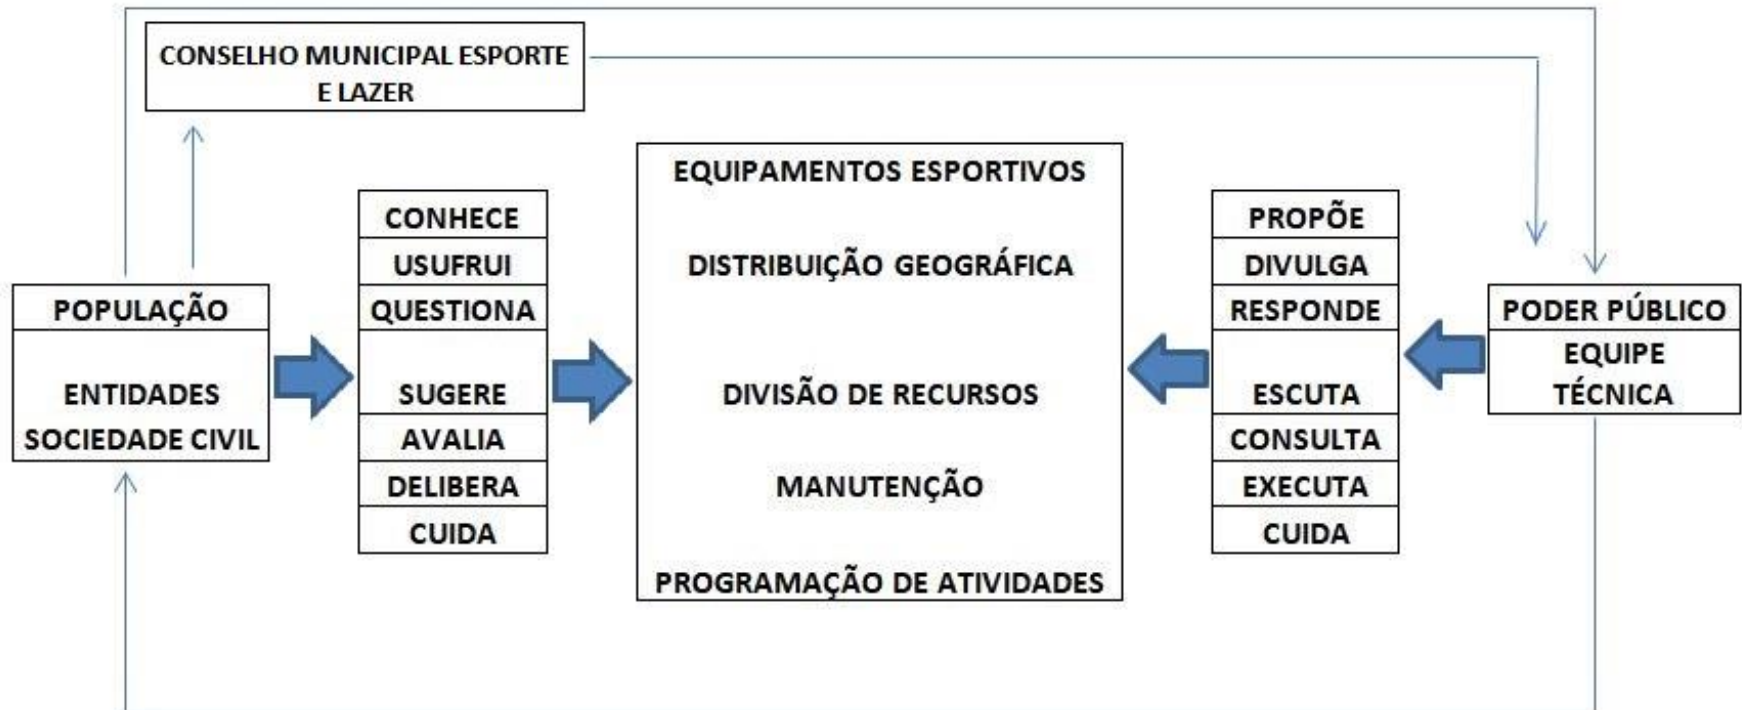 CONSELHO MUNICIPAL ESPORTE
E LAZER
POPULAÇÃO
ENTIDADES
SOCIEDADE CIVIL
CONHECE
USUFRUI
QUESTIONA
SUGERE
AVALIA
DELIBERA
CUIDA
EQUIPAMENTOS ESPORTIVOS
DISTRIBUIÇÃO GEOGRÁFICA
DIVISÃO DE RECURSOS
MANUTENÇÃO
PROGRAMAÇÃO DE ATIVIDADES
PROPÕE
DIVULGA
RESPONDE
ESCUTA
CONSULTA
EXECUTA
CUIDA
PODER PÚBLICO
EQUIPE
TÉCNICA